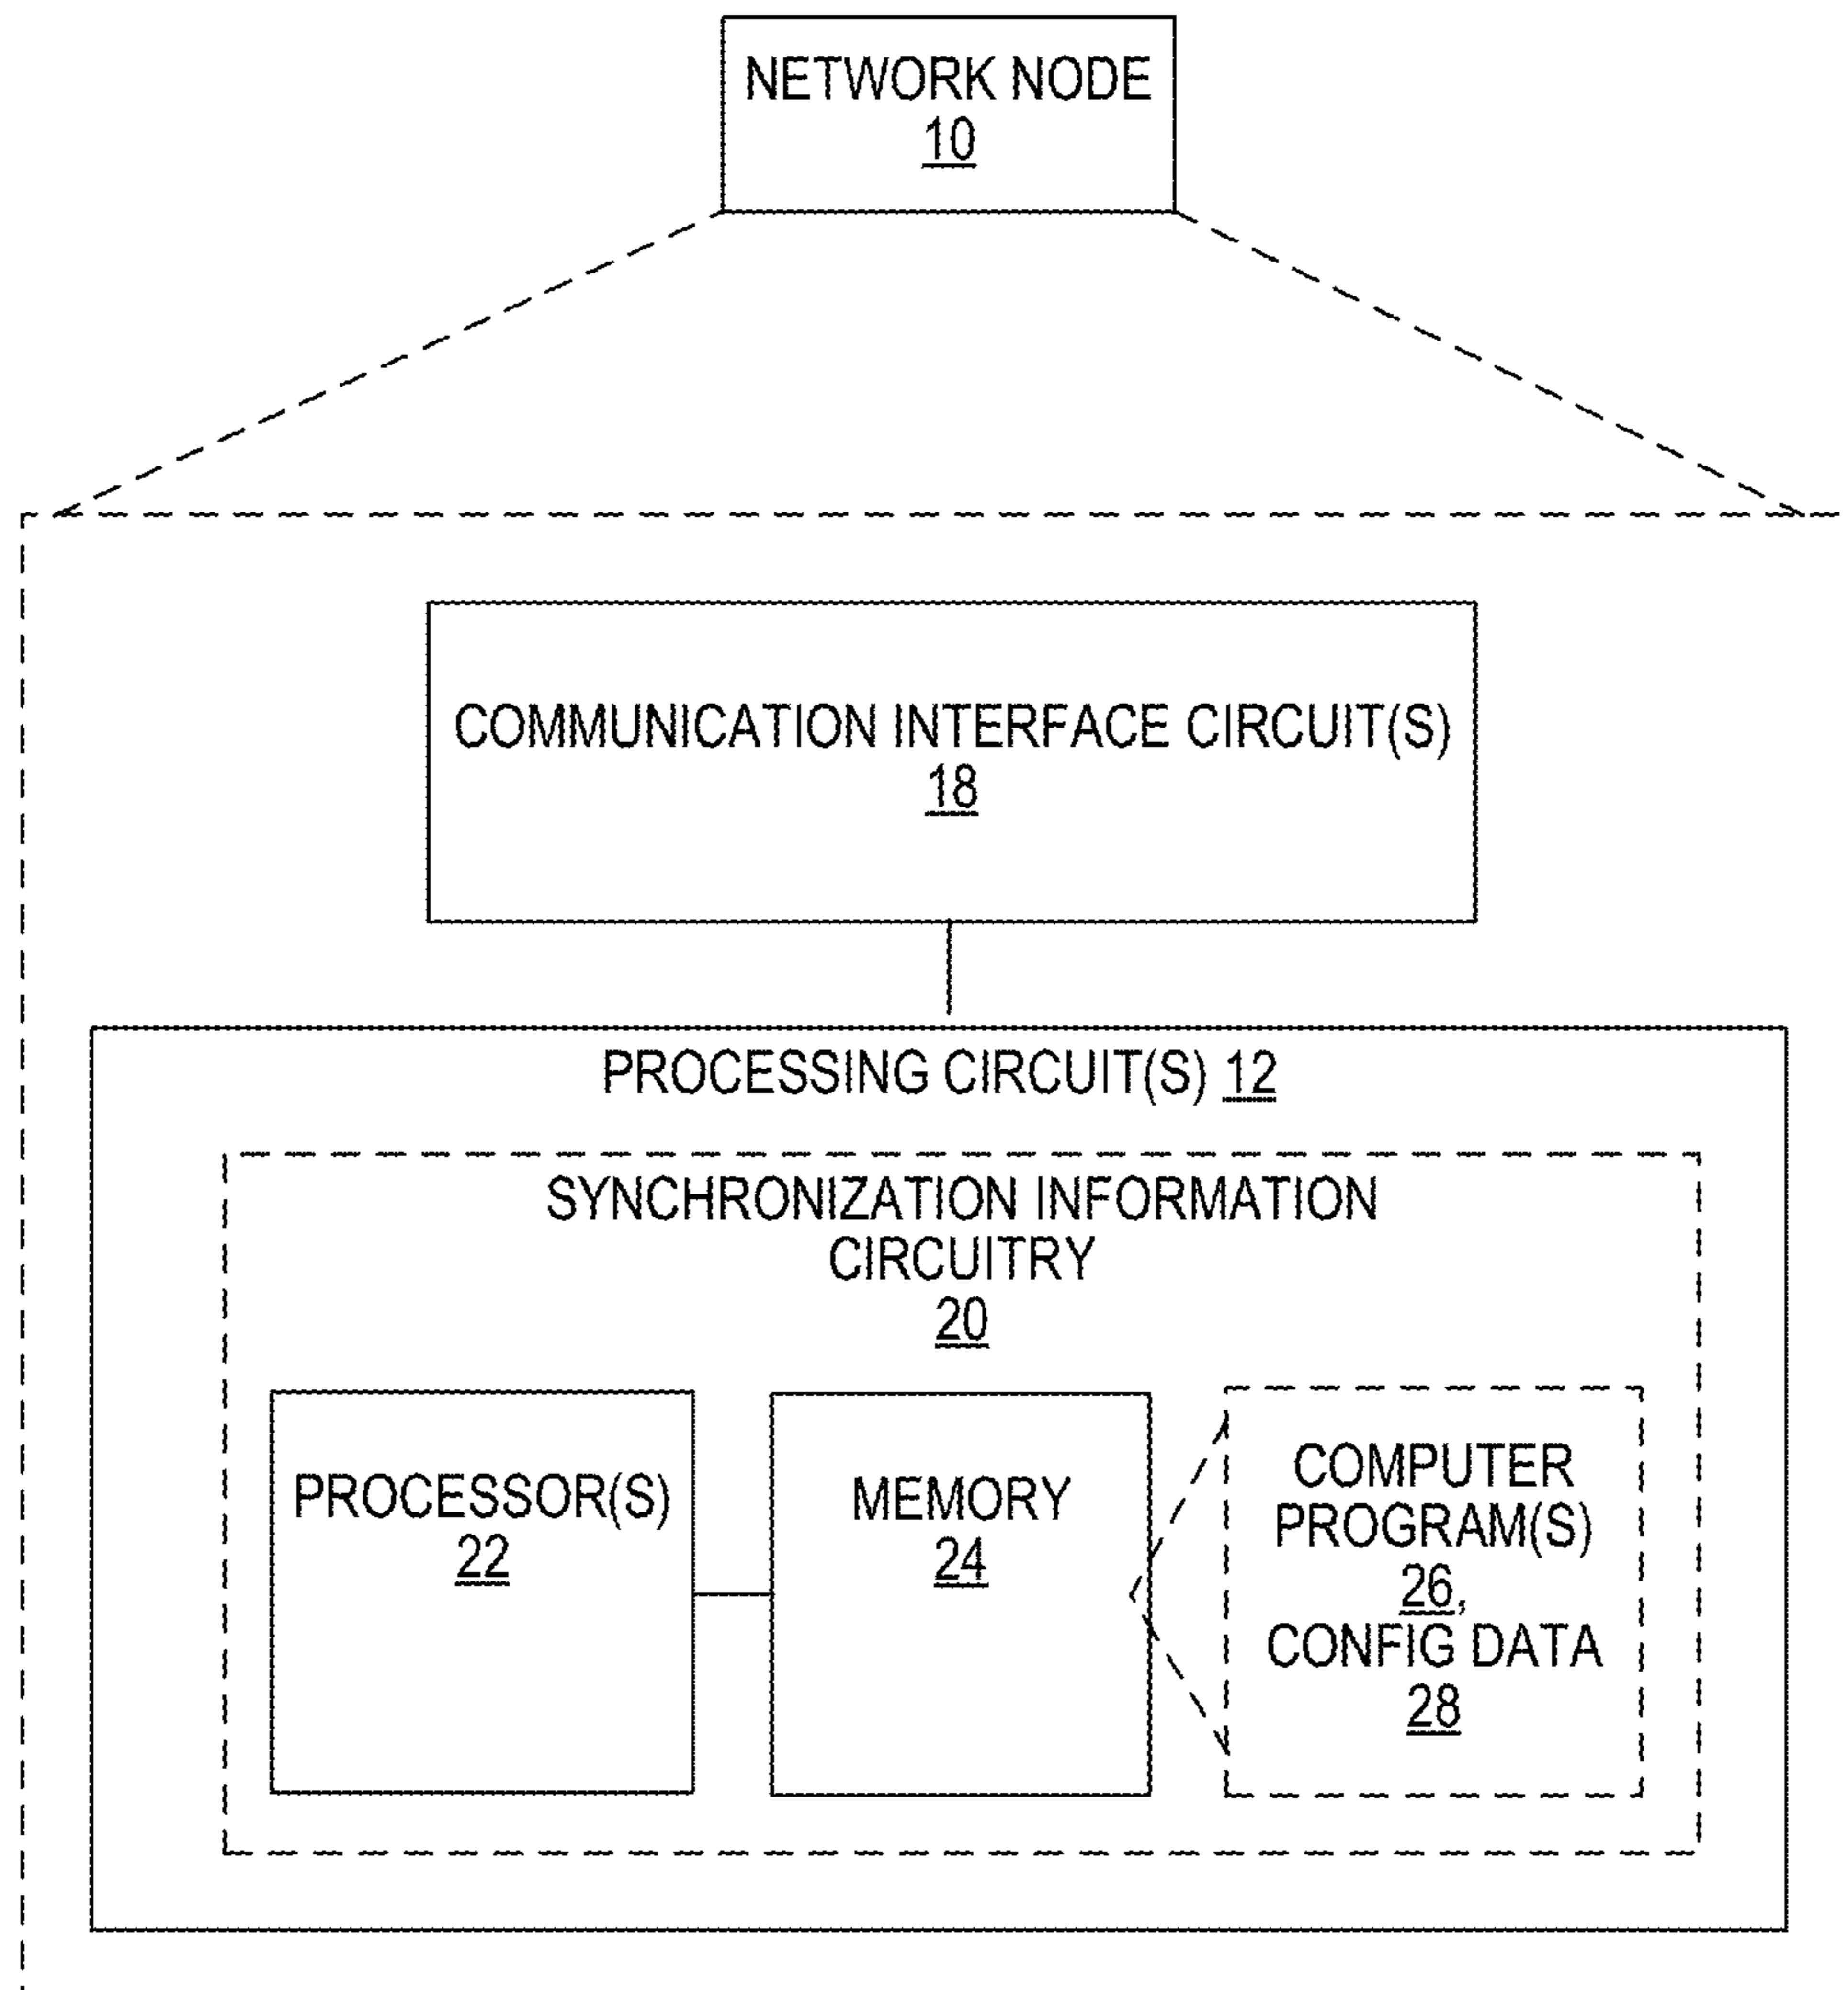 NETWORK NODE
10
COMMUNICATION INTERFACE CIRCUIT(S)
18
PROCESSING CIRCUIT(S) 12
SYNCHRONIZATION INFORMATION
CIRCUITRY
20
PROCESSOR(S)
22
MEMORY
24
COMPUTER
PROGRAM(S)
26,
CONFIG DATA
28